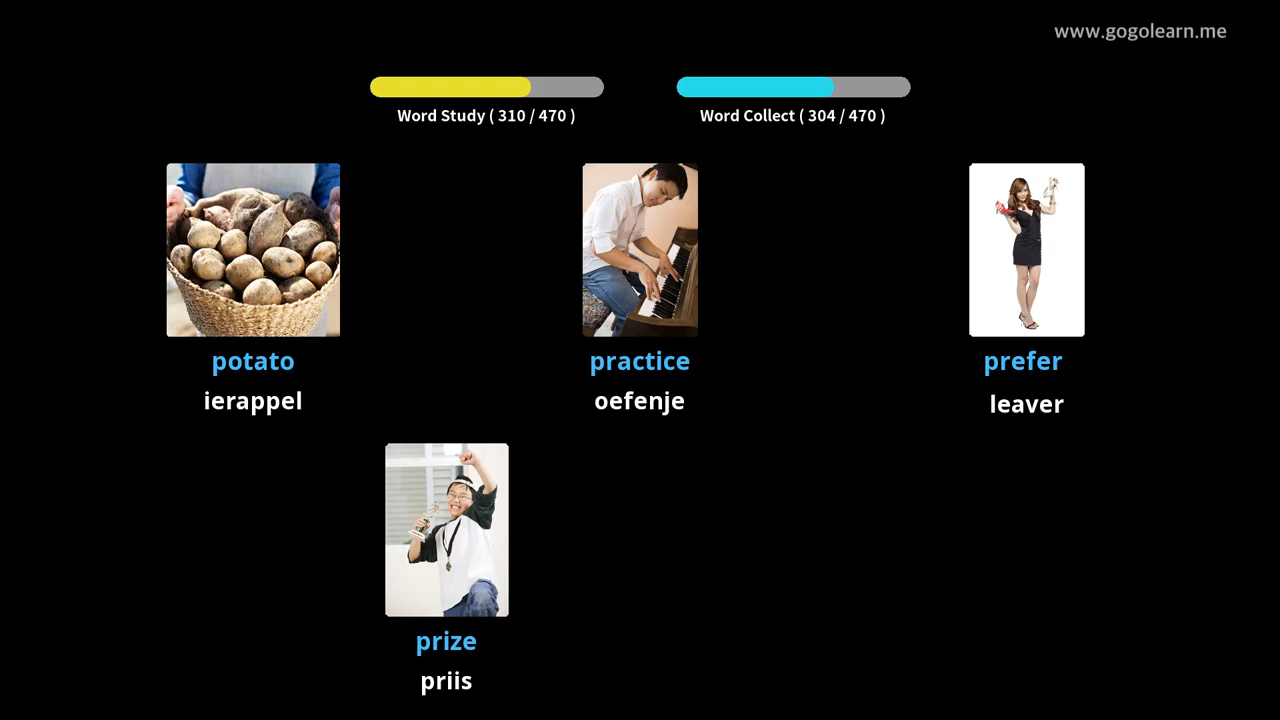 www.gogolearn.me
Word Study ( 310 / 470 )
Word Collect ( 304 / 470 )
potato
ierappel
practice
oefenje
prefer
leaver
prize
priis